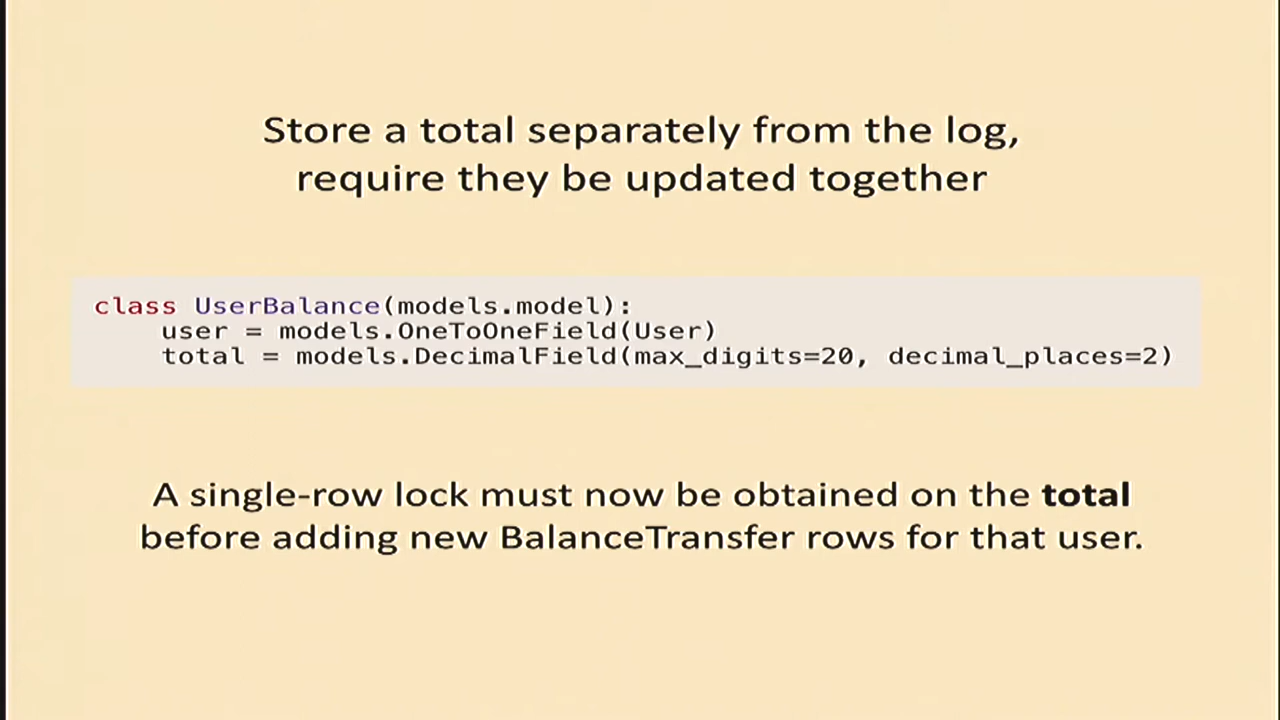 Store a total separately from the log,
require they be updated together
class UserBalance(models.model):
    user = models.OneToOneField(User)
    total = models.DecimalField(max_digits=20, decimal_places=2)
A single-row lock must now be obtained on the total
before adding new BalanceTransfer rows for that user.